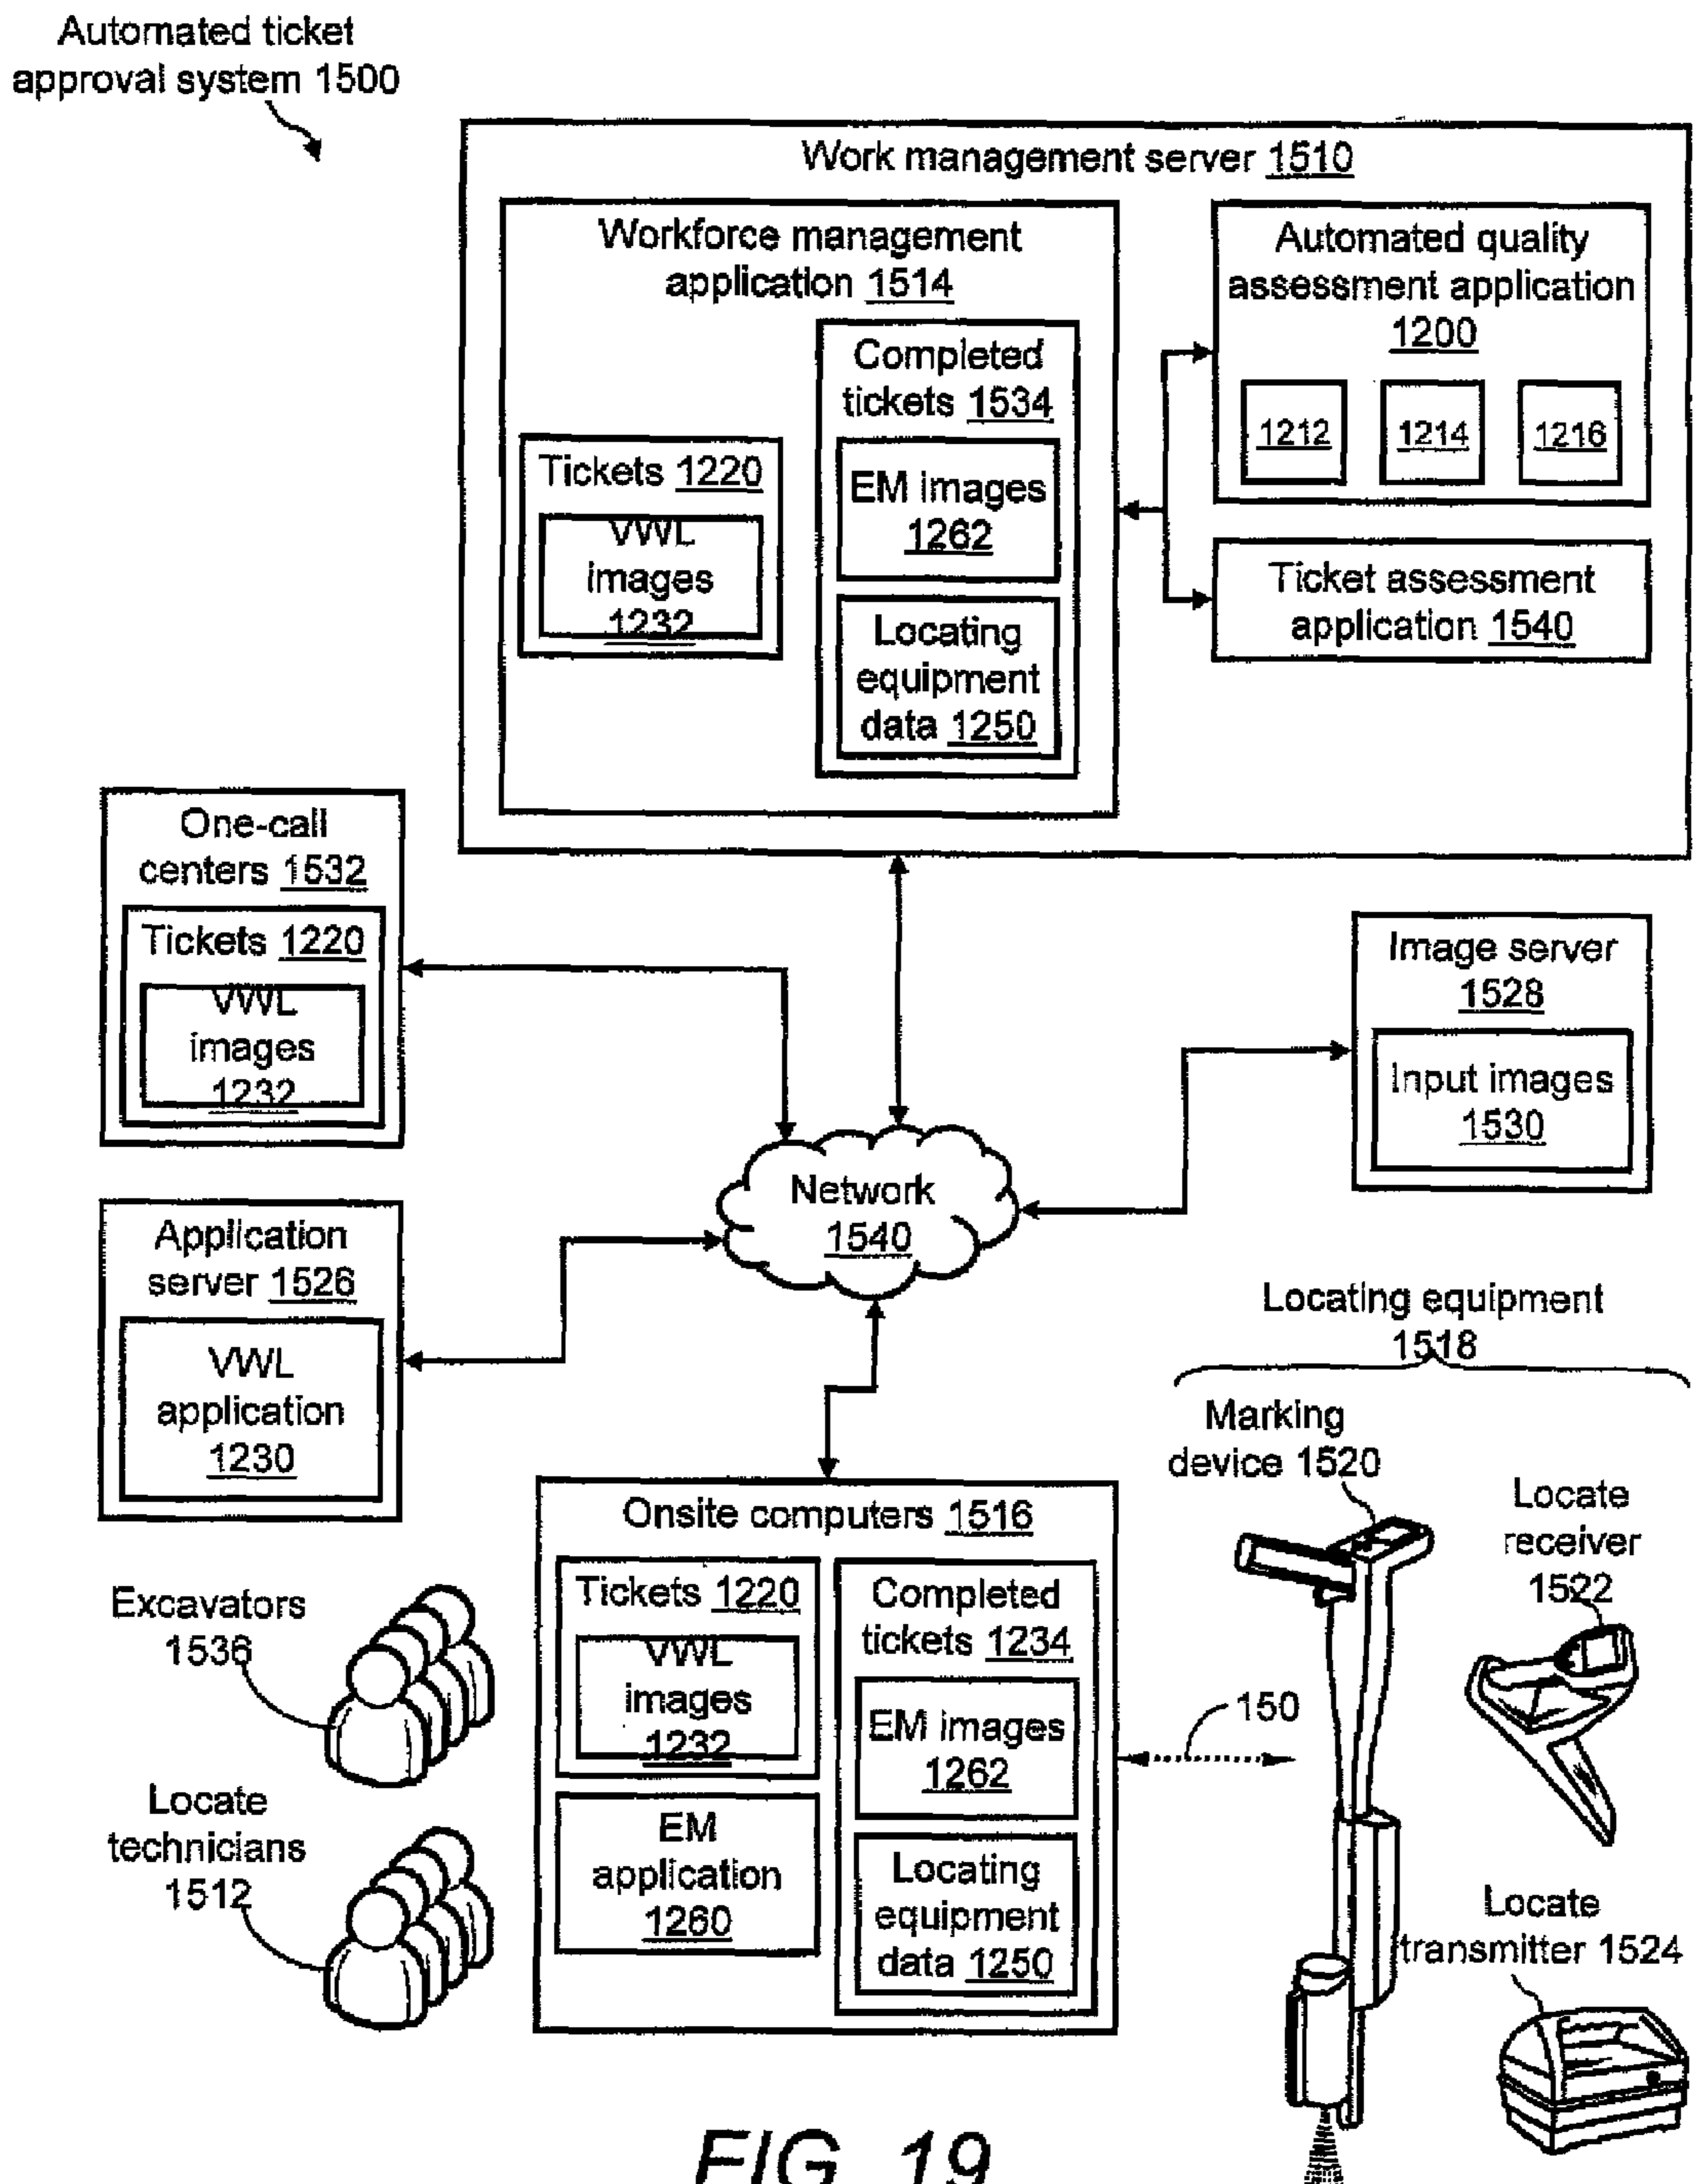 Automated ticket
approval system 1500
Work management server 1510
Workforce management
application 1514
Completed
tickets 1534
EM images
1262
Locating
equipment
data 1250
Tickets 1220
VWL
images
1232
Automated quality
assessment application
1200
1212
1214
1216
Ticket assessment
application 1540
One-call
centers 1532
Tickets 1220
VWL
images
1232
Image server
1528
Input images
1530
Network
1540
Application
server 1526
VWL
application
1230
Locating equipment
1518
Marking
device 1520
Locate
receiver
1522
Locate
transmitter 1524
150
Onsite computers 1516
Tickets 1220
VWL
images
1232
EM
application
1260
Completed
tickets 1234
EM images
1262
Locating
equipment
data 1250
Excavators
1536
Locate
technicians
1512
FIG. 19